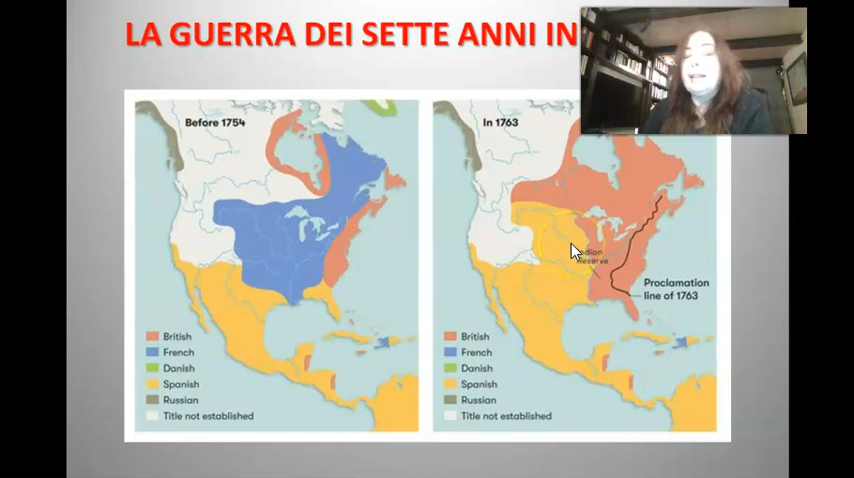 LA GUERRA DEI SETTE ANNI IN
Before 1754
British
French
Danish
Spanish
Russian
Title not established
In 1763
Indian
Reserve
Proclamation
line of 1763
British
French
Danish
Spanish
Russian
Title not established